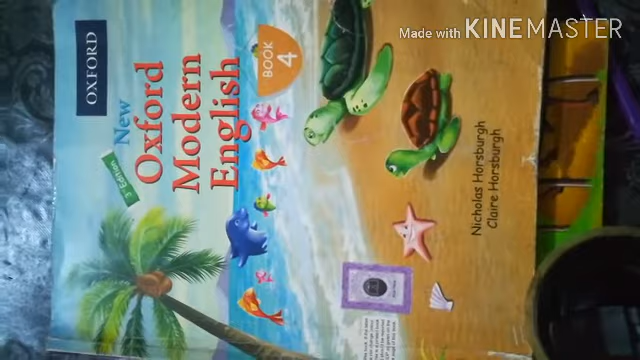 Made with KINEMASTER
OXFORD
3rd Edition
New
Oxford
Modern
English
BOOK
4
Nicholas Horsburgh
Claire Horsburgh